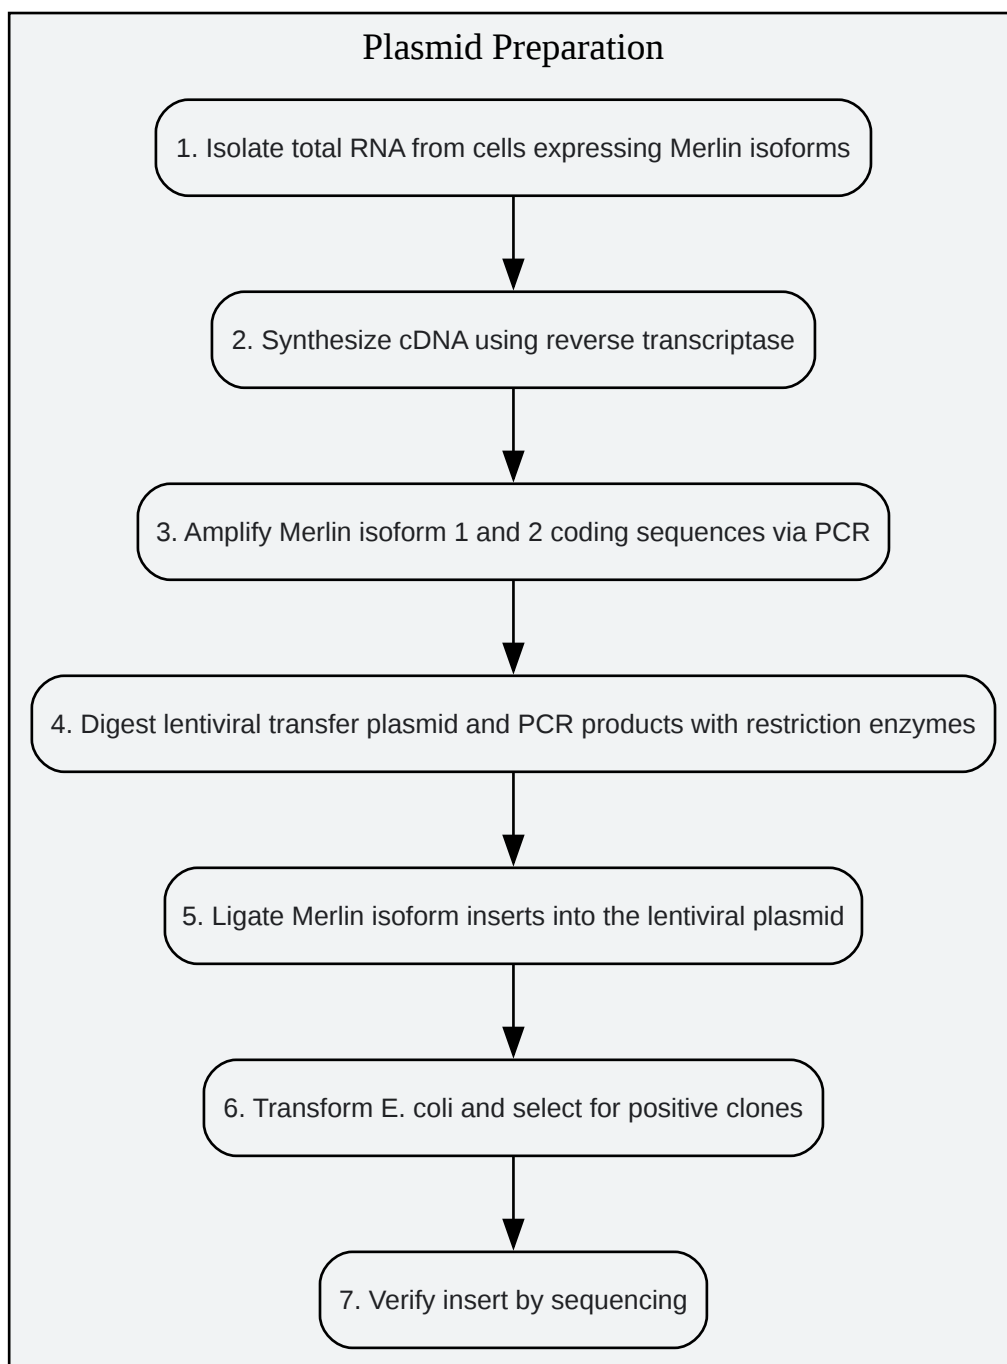 Plasmid Preparation
1. Isolate total RNA from cells expressing Merlin isoforms
2. Synthesize cDNA using reverse transcriptase
3. Amplify Merlin isoform 1 and 2 coding sequences via PCR
4. Digest lentiviral transfer plasmid and PCR products with restriction enzymes
5. Ligate Merlin isoform inserts into the lentiviral plasmid
6. Transform E. coli and select for positive clones
7. Verify insert by sequencing